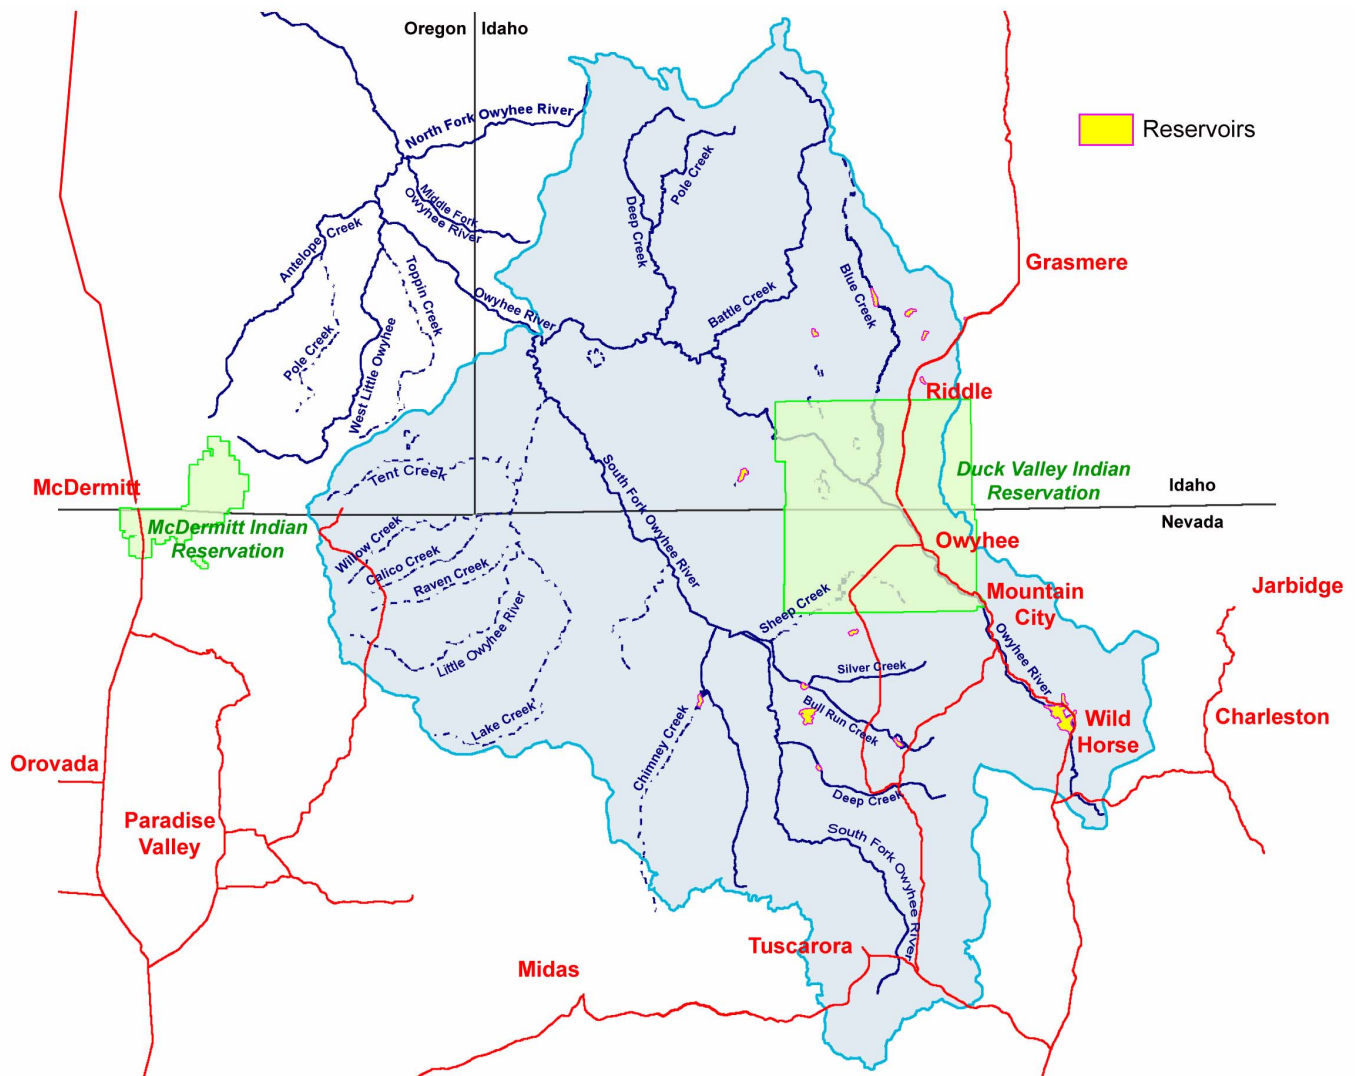 Oregon
Idaho
North Fork Owyhee River
Reservoirs
Middle Fork
Owyhee River
Pole Creek
Deep Creek
Antelope Creek
Toppin Creek
Owyhee River
Battle Creek
Blue Creek
Grasmere
Pole Creek
West Little Owyhee
Riddle
Tent Creek
South Fork Owyhee River
Duck Valley Indian
Reservation
Idaho
Nevada
McDermitt
McDermitt Indian
Reservation
Willow Creek
Calico Creek
Raven Creek
Owyhee
Mountain
City
Jarbidge
Sheep Creek
Little Owyhee River
Owyhee River
Silver Creek
Bull Run Creek
Wild
Horse
Charleston
Lake Creek
Chimney Creek
Orovada
Deep Creek
Paradise
Valley
South Fork Owyhee River
Tuscarora
Midas